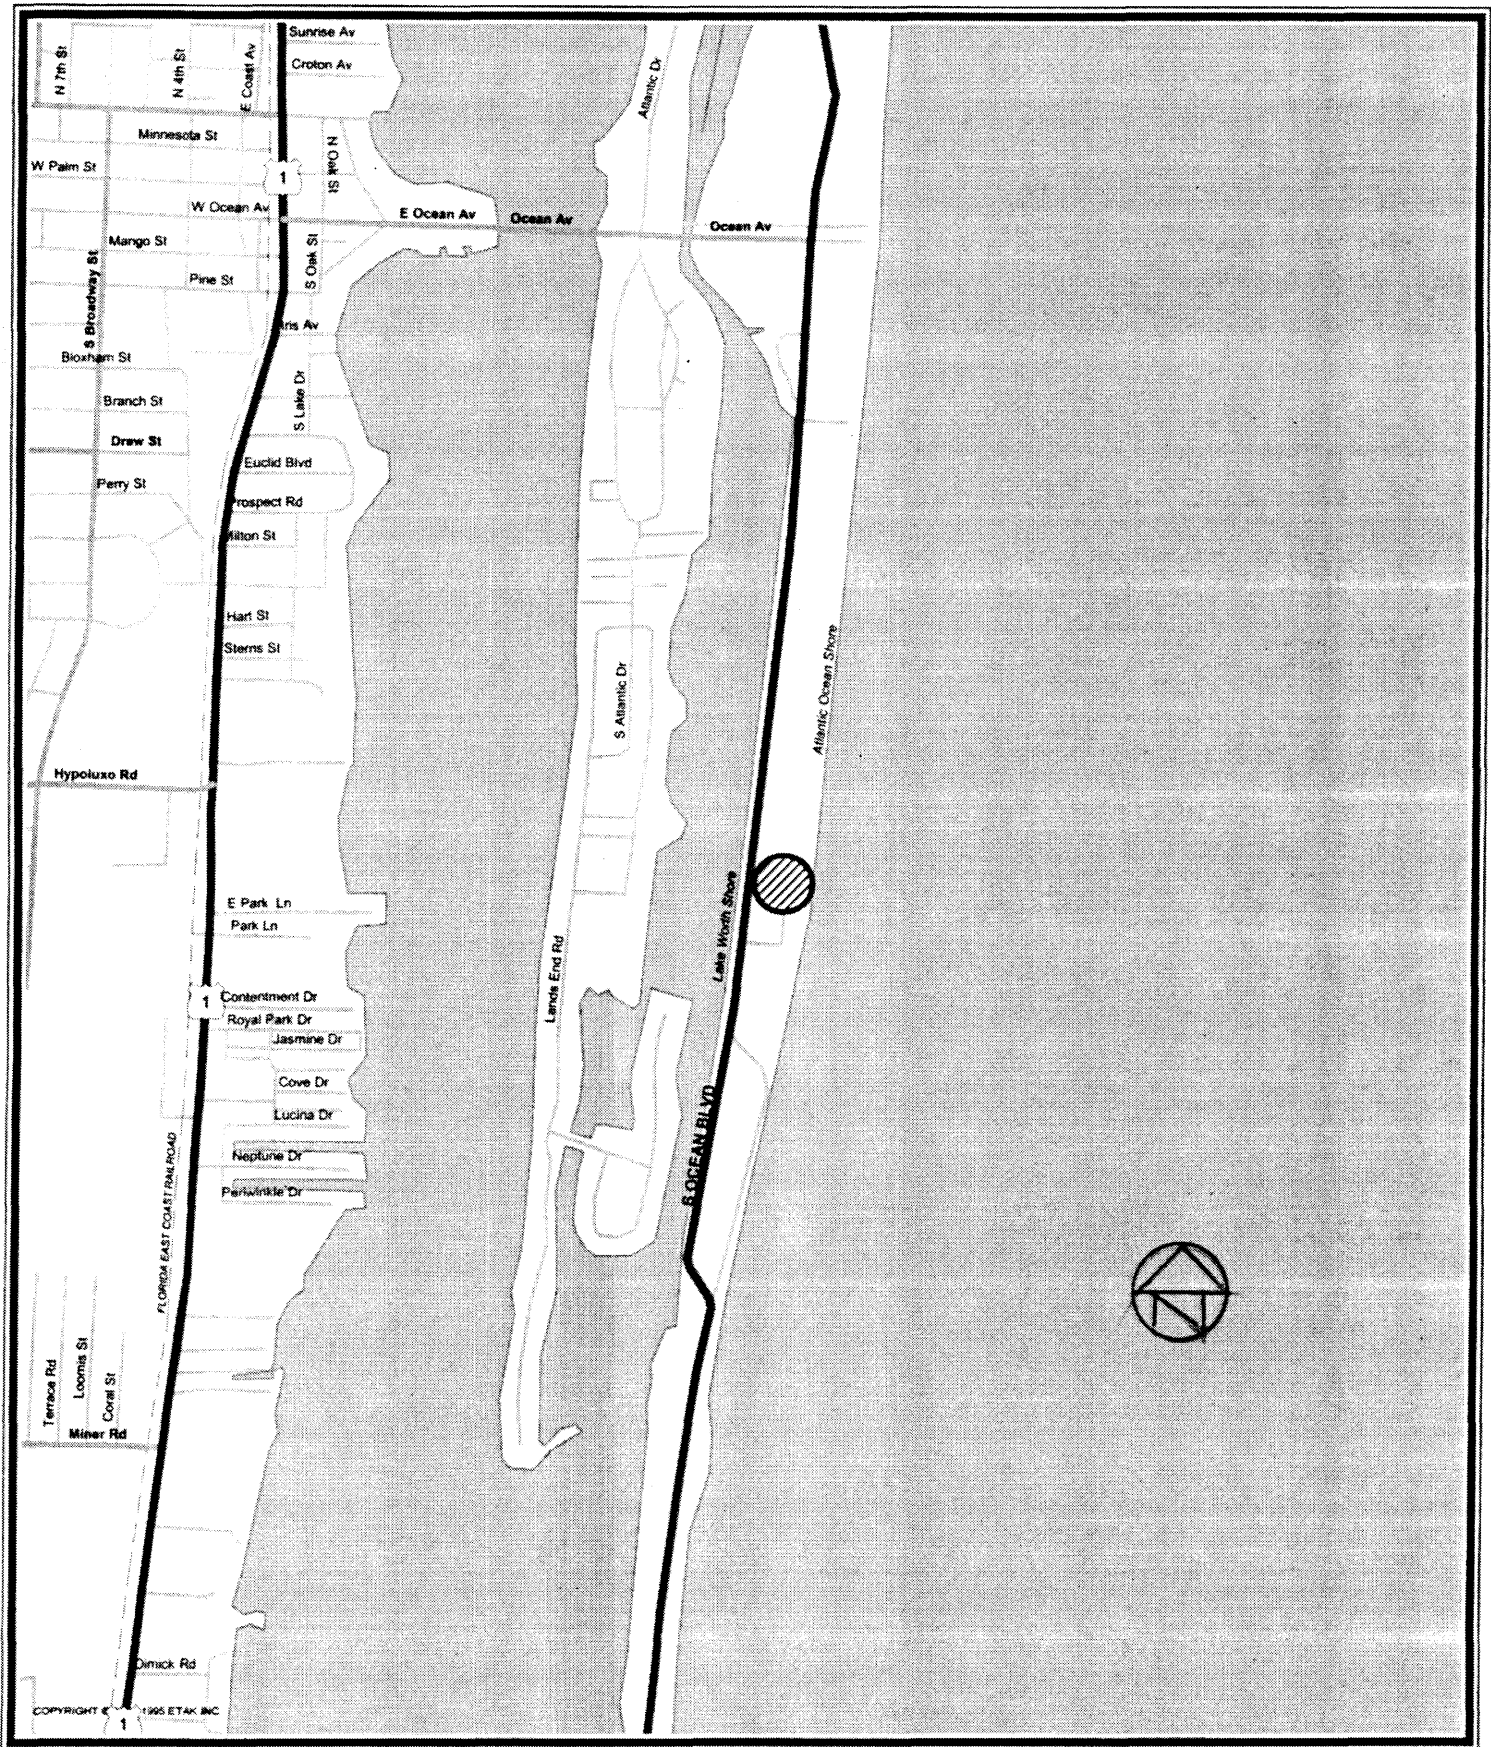 Sunrise Av
Croton Av
N 7th St
N 4th St
E Coast Av
Atlantic Dr
Minnesota St
N Oak St
W Palm St
1
W Ocean Av
E Ocean Av
Ocean Av
Ocean Av
Mango St
S Oak St
Pine St
S Broadway St
Iris Av
Bloxham St
S Lake Dr
Branch St
Drew St
Euclid Blvd
Perry St
Prospect Rd
Milton St
Hart St
Sterns St
S Atlantic Dr
Atlantic Ocean Shore
Hypoluxo Rd
E Park Ln
Park Ln
Lake Worth Shore
Lands End Rd
1
Contentment Dr
Royal Park Dr
Jasmine Dr
Cove Dr
Lucina Dr
S OCEAN BLVD
Neptune Dr
Periwinkle Dr
FLORIDA EAST COAST RAILROAD
N
Terrace Rd
Loomis St
Coral St
Miner Rd
Dimick Rd
COPYRIGHT © 1995 ETAK INC
1